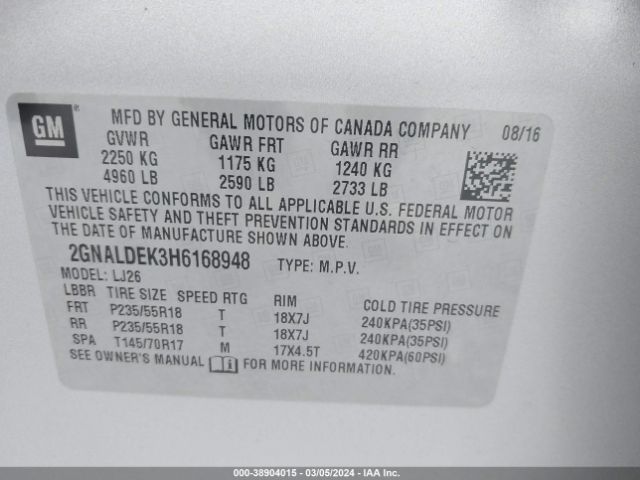 GM
MFD BY GENERAL MOTORS OF CANADA COMPANY 08/16
GVWR GAWR FRT GAWR RR
2250 KG 1175 KG 1240 KG
4960 LB 2590 LB 2733 LB
THIS VEHICLE CONFORMS TO ALL APPLICABLE U.S. FEDERAL MOTOR
VEHICLE SAFETY AND THEFT PREVENTION STANDARDS IN EFFECT ON
THE DATE OF MANUFACTURE SHOWN ABOVE.
2GNALDEK3H6168948 TYPE: M.P.V.
MODEL: LJ26
LBBR TIRE SIZE SPEED RTG RIM COLD TIRE PRESSURE
FRT P235/55R18 T 18X7J 240KPA(35PSI)
RR P235/55R18 T 18X7J 240KPA(35PSI)
SPA T145/70R17 M 17X4.5T 420KPA(60PSI)
SEE OWNER'S MANUAL i FOR MORE INFORMATION.
000-38904015 - 03/05/2024 - IAA Inc.